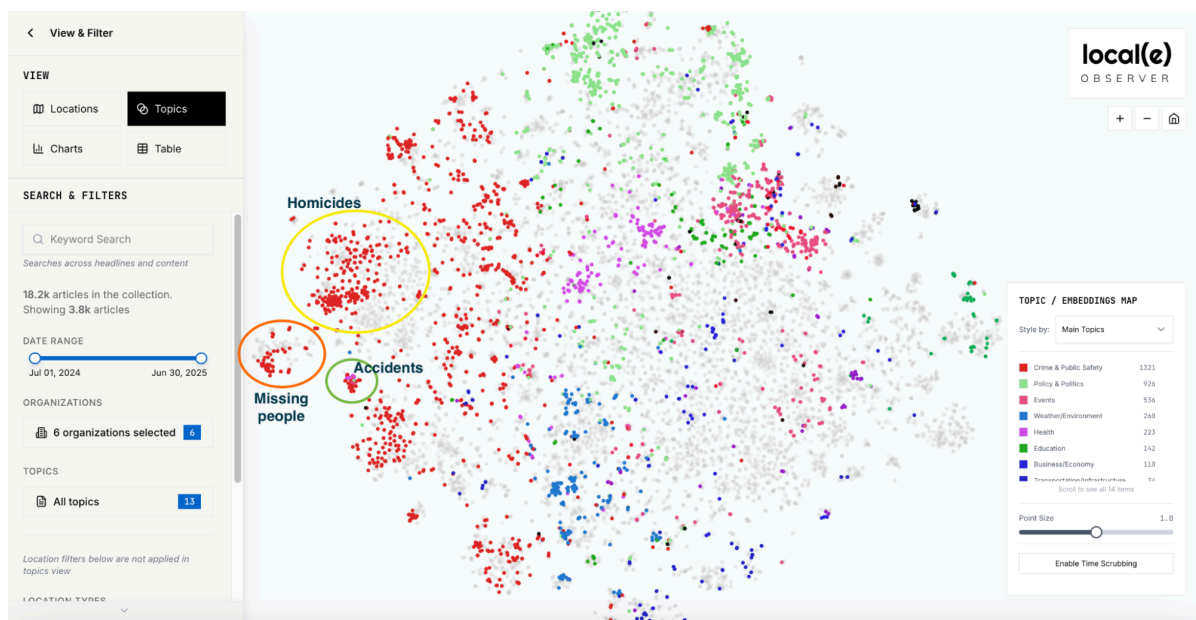 View & Filter
VIEW
Locations
Topics
Charts
Table
SEARCH & FILTERS
Keyword Search
Searches across headlines and content
18.2k articles in the collection.
Showing 3.8k articles
DATE RANGE
Jul 01, 2024 Jun 30, 2025
ORGANIZATIONS
6 organizations selected 6
TOPICS
All topics 13
Location filters below are not applied in
topics view
LOCATION TYPES
Homicides
Accidents
Missing
people
local(e)
OBSERVER
+ −
TOPIC / EMBEDDINGS MAP
Style by: Main Topics
Crime & Public Safety 1321
Policy & Politics 926
Events 536
Weather/Environment 260
Health 223
Education 142
Business/Economy 110
Transportation/Infrastructure 74
Scroll to see all 14 items
Point Size 1.0
Enable Time Scrubbing